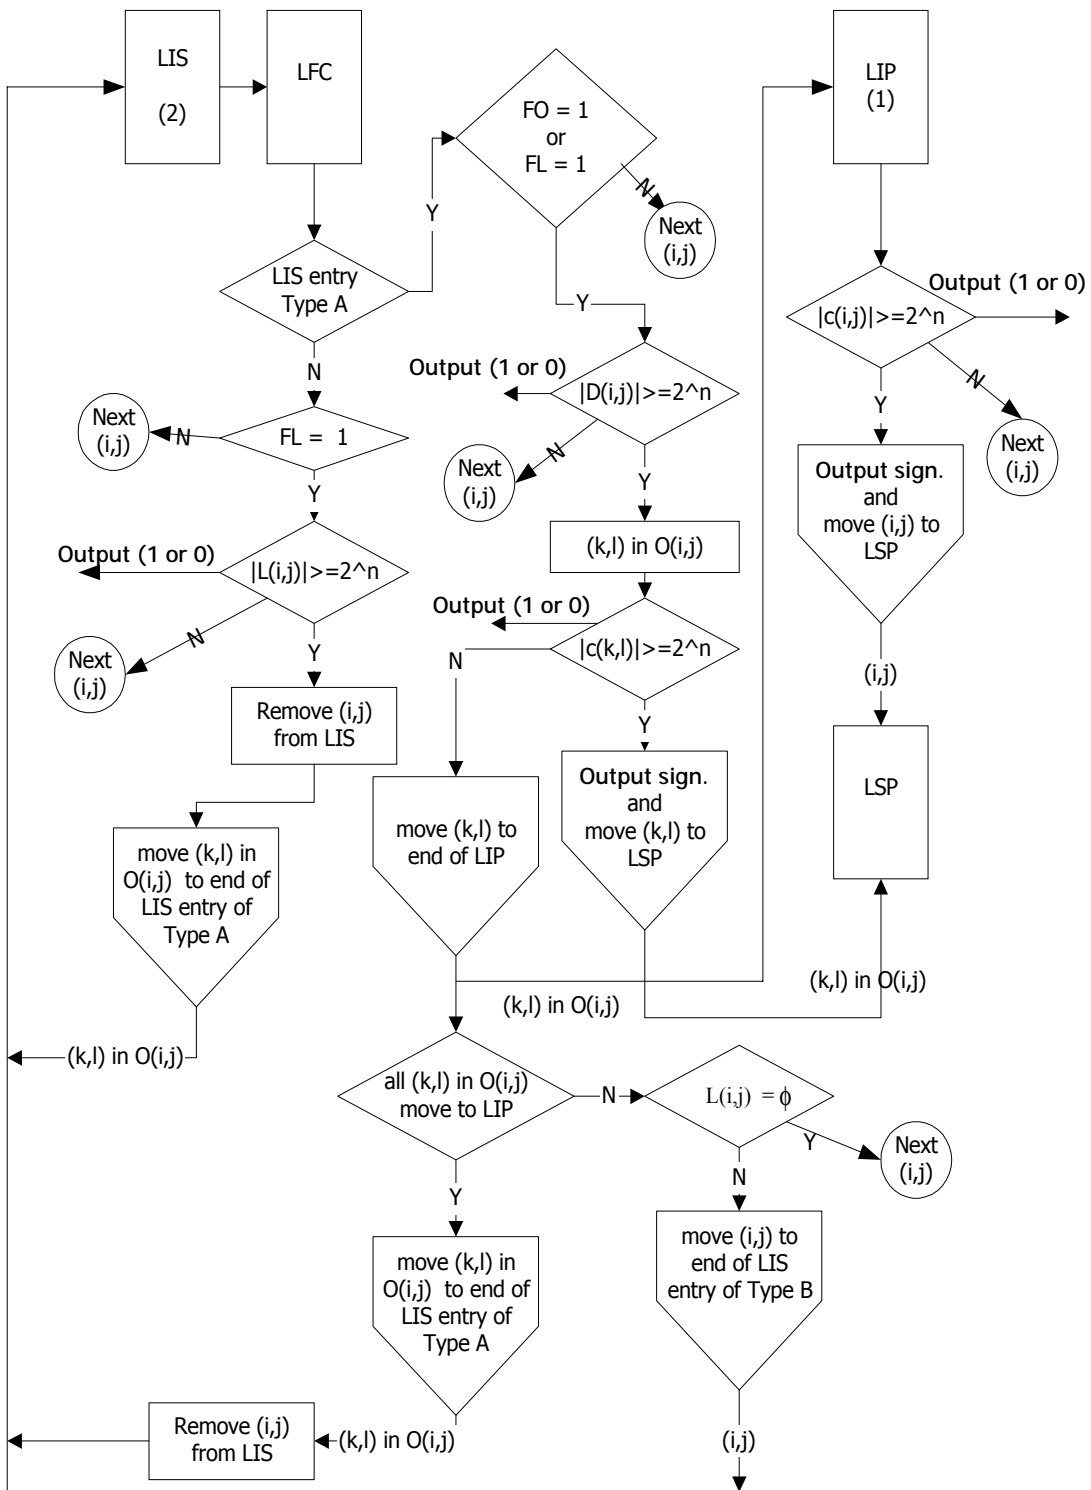 LIS
(2)
LFC
FO = 1
or
FL = 1
N
Next
(i,j)
Y
LIP
(1)
LIS entry
Type A
Y
N
Output (1 or 0)
|c(i,j)|>=2^n
N
Next
(i,j)
Y
Output (1 or 0)
|D(i,j)|>=2^n
N
Next
(i,j)
Y
Next
(i,j)
N
FL = 1
Y
Output sign.
and
move (i,j) to
LSP
(k,l) in O(i,j)
Output (1 or 0)
|L(i,j)|>=2^n
N
Next
(i,j)
Y
Output (1 or 0)
|c(k,l)|>=2^n
N
Y
(i,j)
Remove (i,j)
from LIS
LSP
Output sign.
and
move (k,l) to
LSP
move (k,l) to
end of LIP
move (k,l) in
O(i,j) to end of
LIS entry of
Type A
(k,l) in O(i,j)
(k,l) in O(i,j)
(k,l) in O(i,j)
all (k,l) in O(i,j)
move to LIP
N
L(i,j) = ϕ
Y
Next
(i,j)
Y
N
move (k,l) in
O(i,j) to end of
LIS entry of
Type A
move (i,j) to
end of LIS
entry of Type B
Remove (i,j)
from LIS
(k,l) in O(i,j)
(i,j)